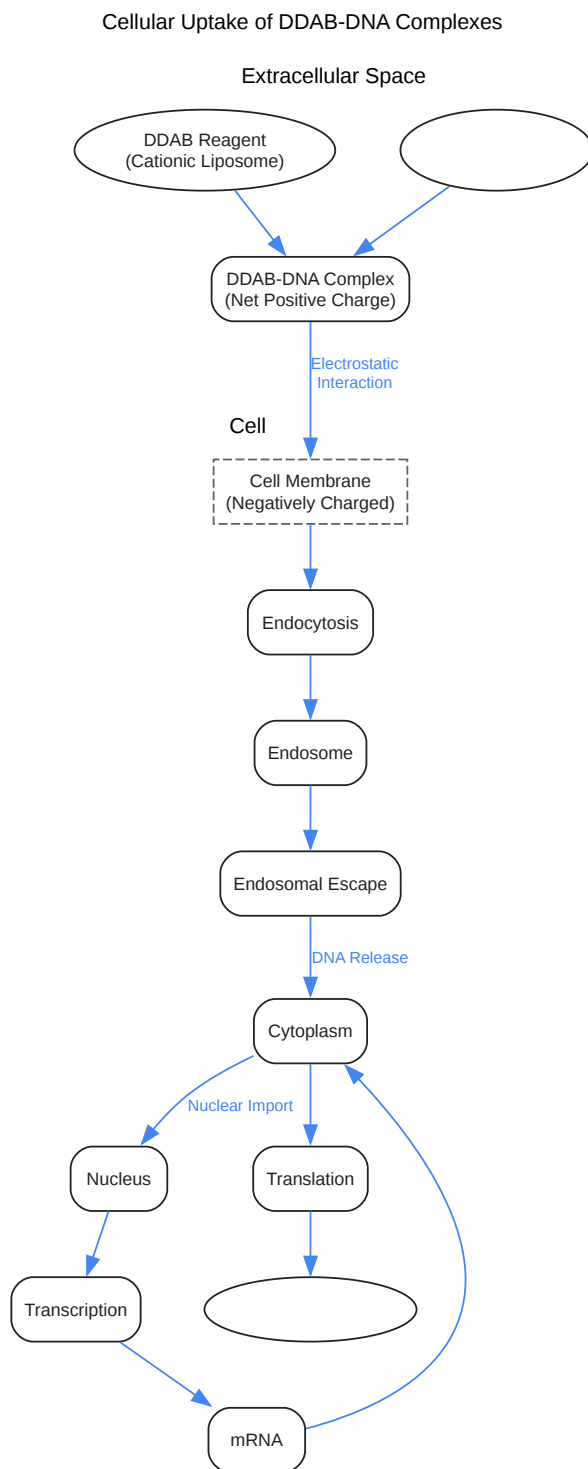 Cellular Uptake of DDAB-DNA Complexes
Extracellular Space
DDAB Reagent
(Cationic Liposome)
DDAB-DNA Complex
(Net Positive Charge)
Electrostatic
Interaction
Cell
Cell Membrane
(Negatively Charged)
Endocytosis
Endosome
Endosomal Escape
DNA Release
Cytoplasm
Nuclear Import
Nucleus
Translation
Transcription
mRNA